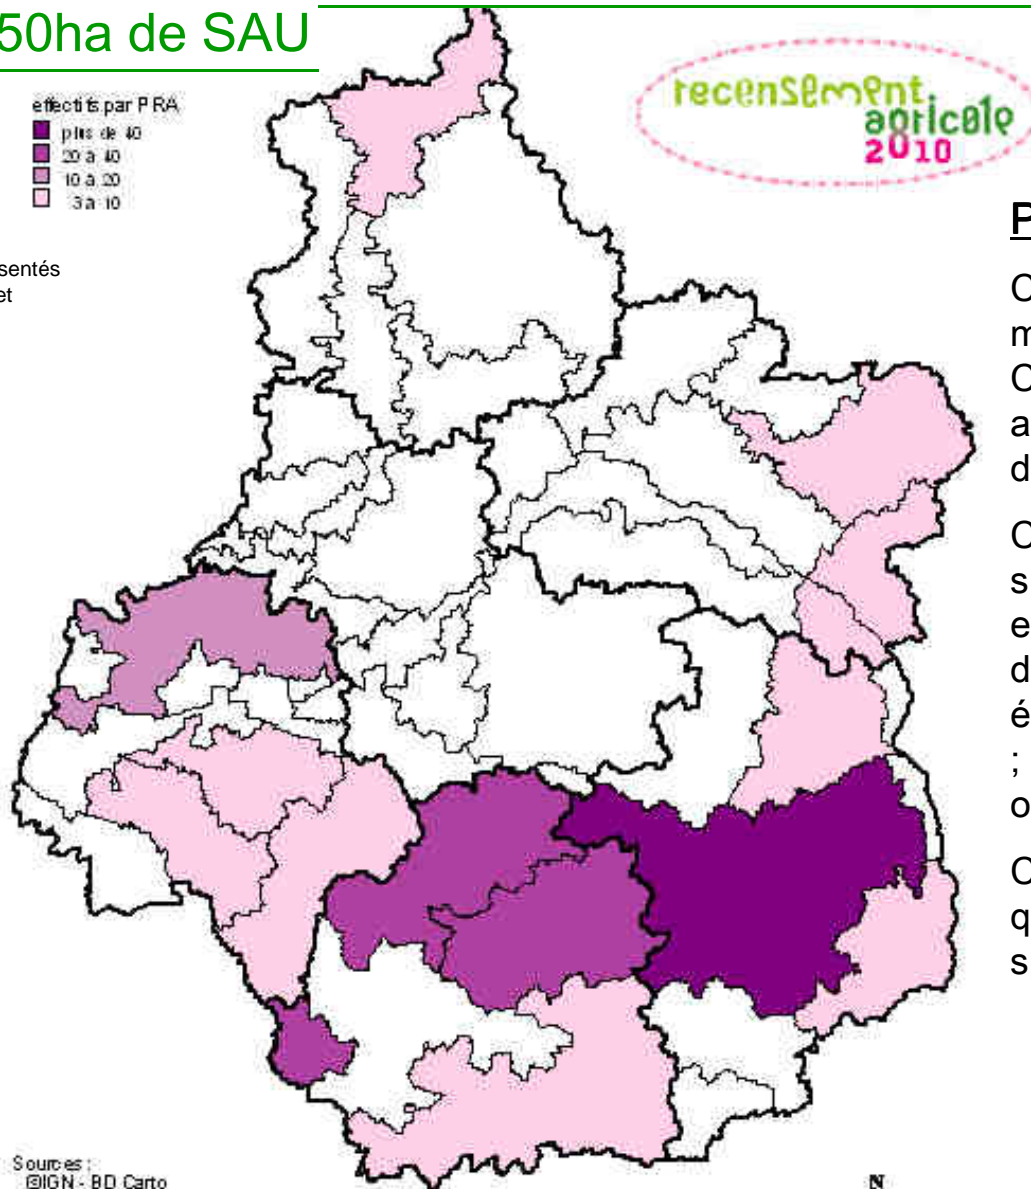 50ha de SAU
effectifs par PRA
plus de 40
20 à 40
10 à 20
3 à 10
recensement
agricole
2010
P
sentés
et
C
m
C
a
d
C
s
e
d
é
;
o
C
q
s
Sources :
©IGN - BD Carto
N